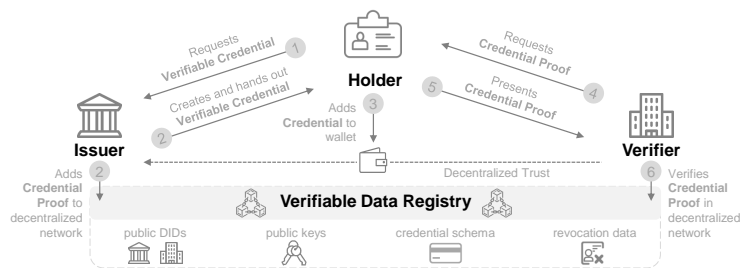 Requests
Verifiable Credential
1
Creates and hands out
Verifiable Credential
2
Holder
Requests
Credential Proof
4
Presents
Credential Proof
5
Adds
Credential to
wallet
3
Issuer
Verifier
Decentralized Trust
Adds
Credential
Proof to
decentralized
network
2
Verifies
Credential
Proof in
decentralized
network
6
Verifiable Data Registry
public DIDs
public keys
credential schema
revocation data